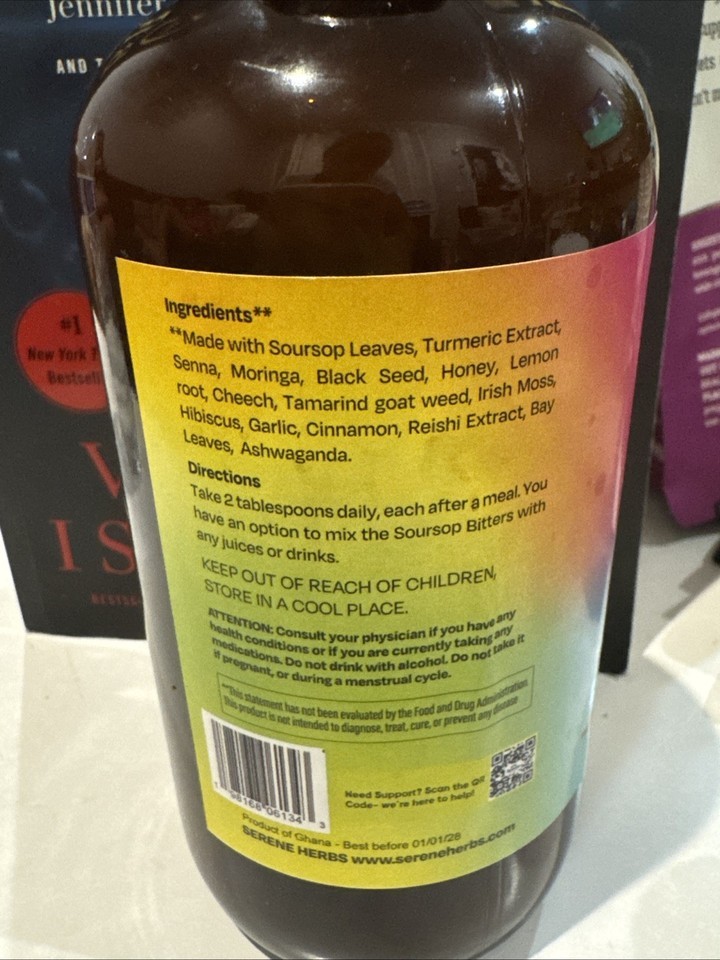 Jennifer
AND T
#1
New York T
Bestsell
V
I S
BESTSE
Ingredients**
**Made with Soursop Leaves, Turmeric Extract,
Senna, Moringa, Black Seed, Honey, Lemon
root, Cheech, Tamarind goat weed, Irish Moss,
Hibiscus, Garlic, Cinnamon, Reishi Extract, Bay
Leaves, Ashwaganda.
Directions
Take 2 tablespoons daily, each after a meal. You
have an option to mix the Soursop Bitters with
any juices or drinks.
KEEP OUT OF REACH OF CHILDREN,
STORE IN A COOL PLACE.
ATTENTION: Consult your physician if you have any
health conditions or if you are currently taking any
medications. Do not drink with alcohol. Do not take it
if pregnant, or during a menstrual cycle.
**This statement has not been evaluated by the Food and Drug Administration.
This product is not intended to diagnose, treat, cure, or prevent any disease
Need Support? Scan the QR
Code- we're here to help!
06134 3
Product of Ghana - Best before 01/01/28
SERENE HERBS www.sereneherbs.com